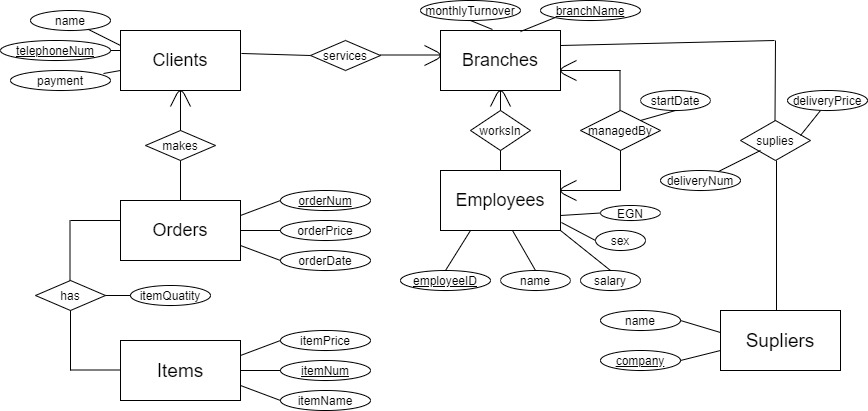 monthlyTurnover
branchName
name
telephoneNum
payment
Clients
services
Branches
startDate
deliveryPrice
makes
worksIn
managedBy
suplies
deliveryNum
Orders
orderNum
orderPrice
orderDate
Employees
EGN
sex
employeeID
name
salary
has
itemQuatity
Items
itemPrice
itemNum
itemName
name
company
Supliers